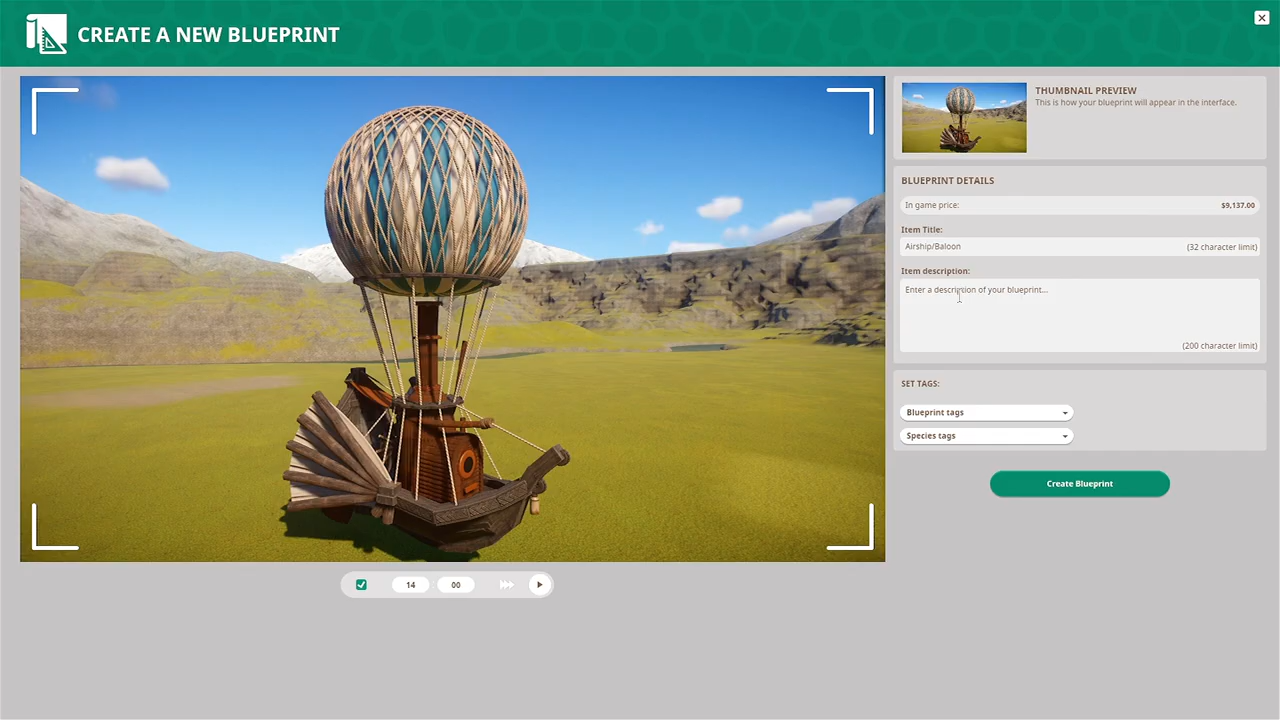 CREATE A NEW BLUEPRINT
THUMBNAIL PREVIEW
This is how your blueprint will appear in the interface.
BLUEPRINT DETAILS
In game price: $9,137.00
Item Title:
Airship/Baloon (32 character limit)
Item description:
Enter a description of your blueprint...
(200 character limit)
SET TAGS:
Blueprint tags
Species tags
Create Blueprint
14 00